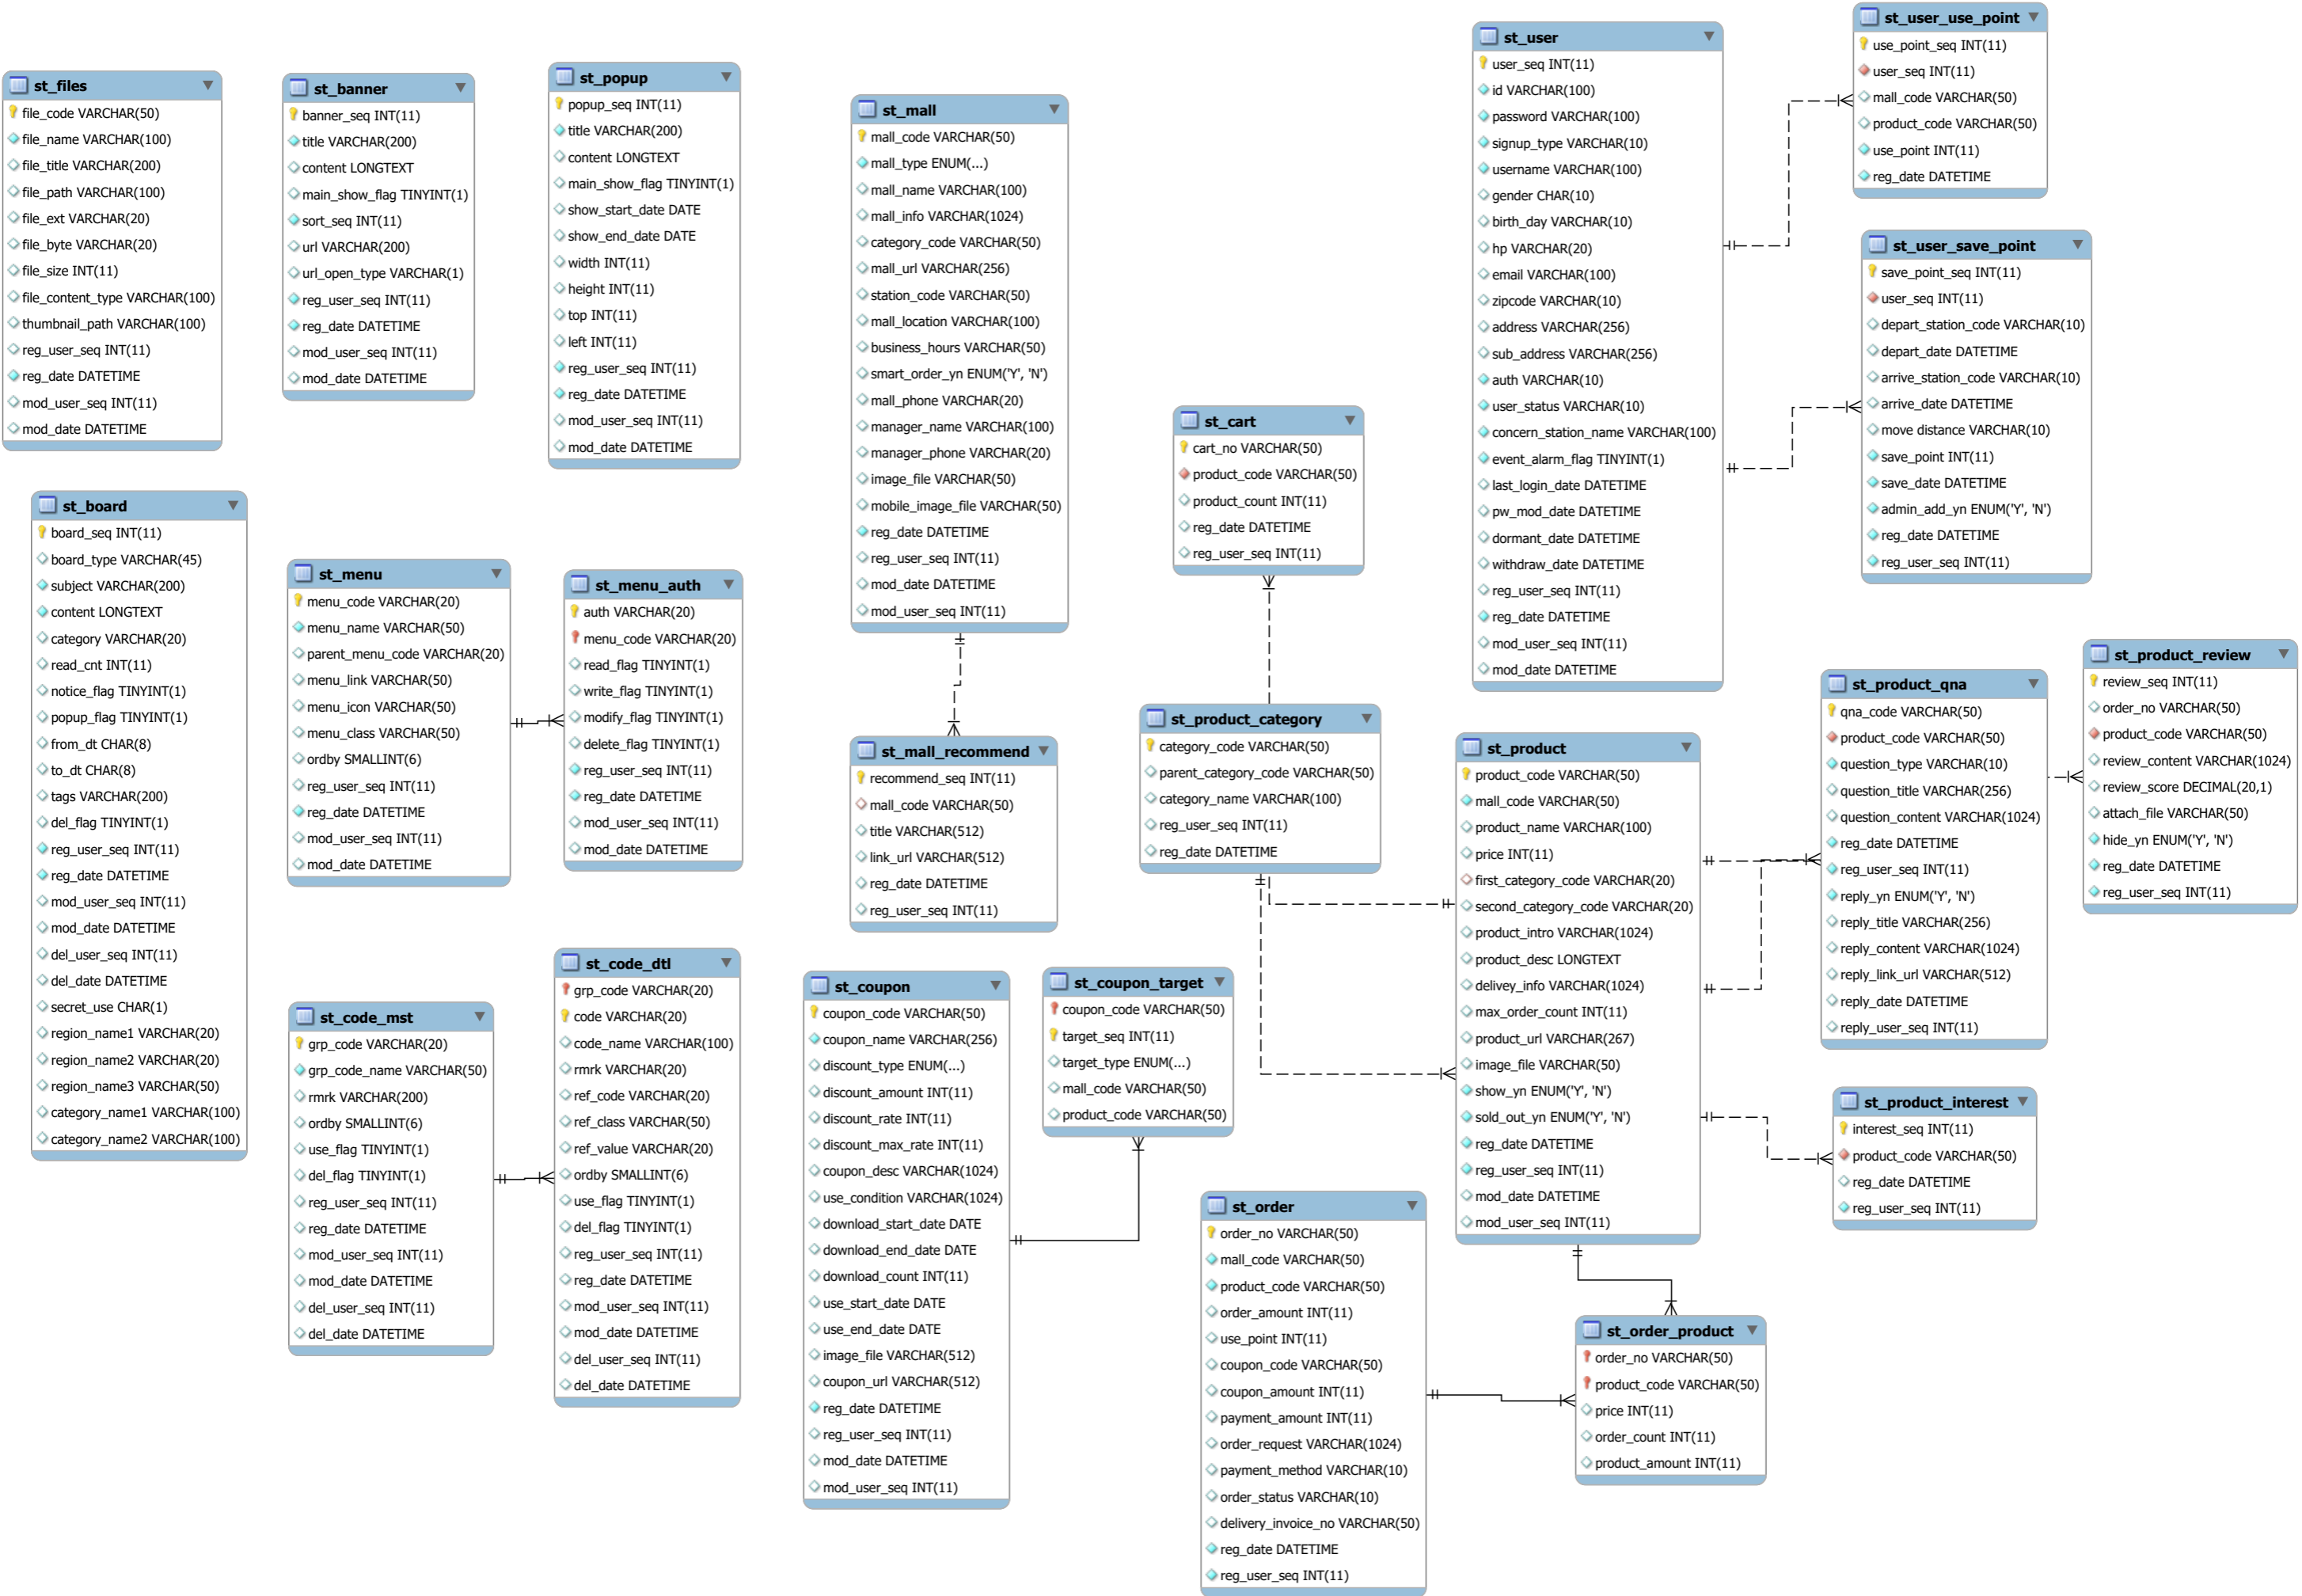 st_files
file_code VARCHAR(50)
file_name VARCHAR(100)
file_title VARCHAR(200)
file_path VARCHAR(100)
file_ext VARCHAR(20)
file_byte VARCHAR(20)
file_size INT(11)
file_content_type VARCHAR(100)
thumbnail_path VARCHAR(100)
reg_user_seq INT(11)
reg_date DATETIME
mod_user_seq INT(11)
mod_date DATETIME
st_banner
banner_seq INT(11)
title VARCHAR(200)
content LONGTEXT
main_show_flag TINYINT(1)
sort_seq INT(11)
url VARCHAR(200)
url_open_type VARCHAR(1)
reg_user_seq INT(11)
reg_date DATETIME
mod_user_seq INT(11)
mod_date DATETIME
st_popup
popup_seq INT(11)
title VARCHAR(200)
content LONGTEXT
main_show_flag TINYINT(1)
show_start_date DATE
show_end_date DATE
width INT(11)
height INT(11)
top INT(11)
left INT(11)
reg_user_seq INT(11)
reg_date DATETIME
mod_user_seq INT(11)
mod_date DATETIME
st_mall
mall_code VARCHAR(50)
mall_type ENUM(...)
mall_name VARCHAR(100)
mall_info VARCHAR(1024)
category_code VARCHAR(50)
mall_url VARCHAR(256)
station_code VARCHAR(50)
mall_location VARCHAR(100)
business_hours VARCHAR(50)
smart_order_yn ENUM('Y', 'N')
mall_phone VARCHAR(20)
manager_name VARCHAR(100)
manager_phone VARCHAR(20)
image_file VARCHAR(50)
mobile_image_file VARCHAR(50)
reg_date DATETIME
reg_user_seq INT(11)
mod_date DATETIME
mod_user_seq INT(11)
st_user
user_seq INT(11)
id VARCHAR(100)
password VARCHAR(100)
signup_type VARCHAR(10)
username VARCHAR(100)
gender CHAR(10)
birth_day VARCHAR(10)
hp VARCHAR(20)
email VARCHAR(100)
zipcode VARCHAR(10)
address VARCHAR(256)
sub_address VARCHAR(256)
auth VARCHAR(10)
user_status VARCHAR(10)
concern_station_name VARCHAR(100)
event_alarm_flag TINYINT(1)
last_login_date DATETIME
pw_mod_date DATETIME
dormant_date DATETIME
withdraw_date DATETIME
reg_user_seq INT(11)
reg_date DATETIME
mod_user_seq INT(11)
mod_date DATETIME
st_user_use_point
use_point_seq INT(11)
user_seq INT(11)
mall_code VARCHAR(50)
product_code VARCHAR(50)
use_point INT(11)
reg_date DATETIME
st_user_save_point
save_point_seq INT(11)
user_seq INT(11)
depart_station_code VARCHAR(10)
depart_date DATETIME
arrive_station_code VARCHAR(10)
arrive_date DATETIME
move distance VARCHAR(10)
save_point INT(11)
save_date DATETIME
admin_add_yn ENUM('Y', 'N')
reg_date DATETIME
reg_user_seq INT(11)
st_board
board_seq INT(11)
board_type VARCHAR(45)
subject VARCHAR(200)
content LONGTEXT
category VARCHAR(20)
read_cnt INT(11)
notice_flag TINYINT(1)
popup_flag TINYINT(1)
from_dt CHAR(8)
to_dt CHAR(8)
tags VARCHAR(200)
del_flag TINYINT(1)
reg_user_seq INT(11)
reg_date DATETIME
mod_user_seq INT(11)
mod_date DATETIME
del_user_seq INT(11)
del_date DATETIME
secret_use CHAR(1)
region_name1 VARCHAR(20)
region_name2 VARCHAR(20)
region_name3 VARCHAR(50)
category_name1 VARCHAR(100)
category_name2 VARCHAR(100)
st_menu
menu_code VARCHAR(20)
menu_name VARCHAR(50)
parent_menu_code VARCHAR(20)
menu_link VARCHAR(50)
menu_icon VARCHAR(50)
menu_class VARCHAR(50)
ordby SMALLINT(6)
reg_user_seq INT(11)
reg_date DATETIME
mod_user_seq INT(11)
mod_date DATETIME
st_menu_auth
auth VARCHAR(20)
menu_code VARCHAR(20)
read_flag TINYINT(1)
write_flag TINYINT(1)
modify_flag TINYINT(1)
delete_flag TINYINT(1)
reg_user_seq INT(11)
reg_date DATETIME
mod_user_seq INT(11)
mod_date DATETIME
st_cart
cart_no VARCHAR(50)
product_code VARCHAR(50)
product_count INT(11)
reg_date DATETIME
reg_user_seq INT(11)
st_mall_recommend
recommend_seq INT(11)
mall_code VARCHAR(50)
title VARCHAR(512)
link_url VARCHAR(512)
reg_date DATETIME
reg_user_seq INT(11)
st_product_category
category_code VARCHAR(50)
parent_category_code VARCHAR(50)
category_name VARCHAR(100)
reg_user_seq INT(11)
reg_date DATETIME
st_product
product_code VARCHAR(50)
mall_code VARCHAR(50)
product_name VARCHAR(100)
price INT(11)
first_category_code VARCHAR(20)
second_category_code VARCHAR(20)
product_intro VARCHAR(1024)
product_desc LONGTEXT
delivey_info VARCHAR(1024)
max_order_count INT(11)
product_url VARCHAR(267)
image_file VARCHAR(50)
show_yn ENUM('Y', 'N')
sold_out_yn ENUM('Y', 'N')
reg_date DATETIME
reg_user_seq INT(11)
mod_date DATETIME
mod_user_seq INT(11)
st_product_qna
qna_code VARCHAR(50)
product_code VARCHAR(50)
question_type VARCHAR(10)
question_title VARCHAR(256)
question_content VARCHAR(1024)
reg_date DATETIME
reg_user_seq INT(11)
reply_yn ENUM('Y', 'N')
reply_title VARCHAR(256)
reply_content VARCHAR(1024)
reply_link_url VARCHAR(512)
reply_date DATETIME
reply_user_seq INT(11)
st_product_review
review_seq INT(11)
order_no VARCHAR(50)
product_code VARCHAR(50)
review_content VARCHAR(1024)
review_score DECIMAL(20,1)
attach_file VARCHAR(50)
hide_yn ENUM('Y', 'N')
reg_date DATETIME
reg_user_seq INT(11)
st_code_mst
grp_code VARCHAR(20)
grp_code_name VARCHAR(50)
rmrk VARCHAR(200)
ordby SMALLINT(6)
use_flag TINYINT(1)
del_flag TINYINT(1)
reg_user_seq INT(11)
reg_date DATETIME
mod_user_seq INT(11)
mod_date DATETIME
del_user_seq INT(11)
del_date DATETIME
st_code_dtl
grp_code VARCHAR(20)
code VARCHAR(20)
code_name VARCHAR(100)
rmrk VARCHAR(20)
ref_code VARCHAR(20)
ref_class VARCHAR(50)
ref_value VARCHAR(20)
ordby SMALLINT(6)
use_flag TINYINT(1)
del_flag TINYINT(1)
reg_user_seq INT(11)
reg_date DATETIME
mod_user_seq INT(11)
mod_date DATETIME
del_user_seq INT(11)
del_date DATETIME
st_coupon
coupon_code VARCHAR(50)
coupon_name VARCHAR(256)
discount_type ENUM(...)
discount_amount INT(11)
discount_rate INT(11)
discount_max_rate INT(11)
coupon_desc VARCHAR(1024)
use_condition VARCHAR(1024)
download_start_date DATE
download_end_date DATE
download_count INT(11)
use_start_date DATE
use_end_date DATE
image_file VARCHAR(512)
coupon_url VARCHAR(512)
reg_date DATETIME
reg_user_seq INT(11)
mod_date DATETIME
mod_user_seq INT(11)
st_coupon_target
coupon_code VARCHAR(50)
target_seq INT(11)
target_type ENUM(...)
mall_code VARCHAR(50)
product_code VARCHAR(50)
st_product_interest
interest_seq INT(11)
product_code VARCHAR(50)
reg_date DATETIME
reg_user_seq INT(11)
st_order
order_no VARCHAR(50)
mall_code VARCHAR(50)
product_code VARCHAR(50)
order_amount INT(11)
use_point INT(11)
coupon_code VARCHAR(50)
coupon_amount INT(11)
payment_amount INT(11)
order_request VARCHAR(1024)
payment_method VARCHAR(10)
order_status VARCHAR(10)
delivery_invoice_no VARCHAR(50)
reg_date DATETIME
reg_user_seq INT(11)
st_order_product
order_no VARCHAR(50)
product_code VARCHAR(50)
price INT(11)
order_count INT(11)
product_amount INT(11)